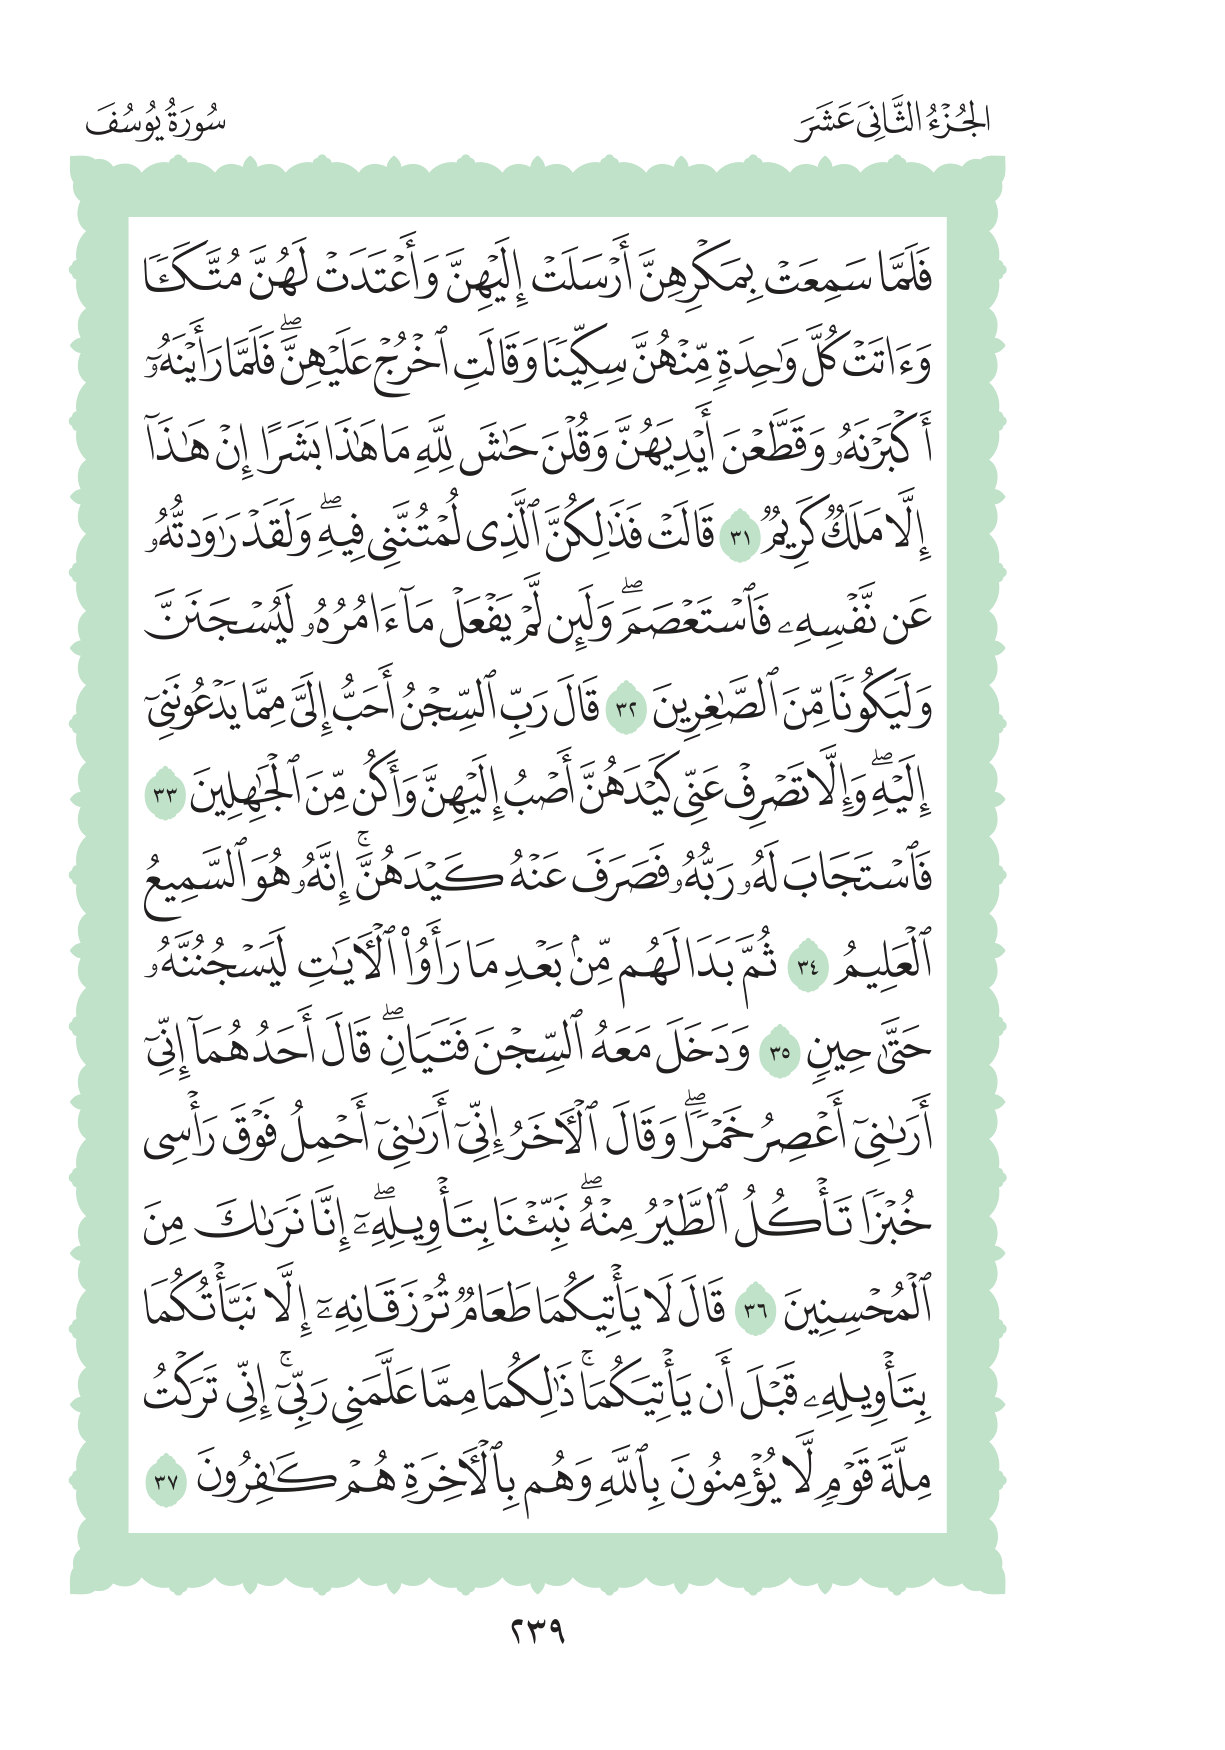 الجُزْءُ الثَّانِيَ عَشَرَ
سُورَةُ يُوسُفَ
فَلَمَّا سَمِعَتْ بِمَكْرِهِنَّ أَرْسَلَتْ إِلَيْهِنَّ وَأَعْتَدَتْ لَهُنَّ مُتَّكَـًٔا
وَءَاتَتْ كُلَّ وَٰحِدَةٍ مِّنْهُنَّ سِكِّينًا وَقَالَتِ ٱخْرُجْ عَلَيْهِنَّۖ فَلَمَّا رَأَيْنَهُۥٓ
أَكْبَرْنَهُۥ وَقَطَّعْنَ أَيْدِيَهُنَّ وَقُلْنَ حَٰشَ لِلَّهِ مَا هَٰذَا بَشَرًا إِنْ هَٰذَآ
إِلَّا مَلَكٌ كَرِيمٌ ٣١ قَالَتْ فَذَٰلِكُنَّ ٱلَّذِى لُمْتُنَّنِى فِيهِۖ وَلَقَدْ رَٰوَدتُّهُۥ
عَن نَّفْسِهِۦ فَٱسْتَعْصَمَۖ وَلَئِن لَّمْ يَفْعَلْ مَآ ءَامُرُهُۥ لَيُسْجَنَنَّ
وَلَيَكُونًا مِّنَ ٱلصَّٰغِرِينَ ٣٢ قَالَ رَبِّ ٱلسِّجْنُ أَحَبُّ إِلَىَّ مِمَّا يَدْعُونَنِىٓ
إِلَيْهِۖ وَإِلَّا تَصْرِفْ عَنِّى كَيْدَهُنَّ أَصْبُ إِلَيْهِنَّ وَأَكُن مِّنَ ٱلْجَٰهِلِينَ ٣٣
فَٱسْتَجَابَ لَهُۥ رَبُّهُۥ فَصَرَفَ عَنْهُ كَيْدَهُنَّۚ إِنَّهُۥ هُوَ ٱلسَّمِيعُ
ٱلْعَلِيمُ ٣٤ ثُمَّ بَدَا لَهُم مِّنۢ بَعْدِ مَا رَأَوُا۟ ٱلْـَٔايَٰتِ لَيَسْجُنُنَّهُۥ
حَتَّىٰ حِينٍ ٣٥ وَدَخَلَ مَعَهُ ٱلسِّجْنَ فَتَيَانِۖ قَالَ أَحَدُهُمَآ إِنِّىٓ
أَرَىٰنِىٓ أَعْصِرُ خَمْرًاۖ وَقَالَ ٱلْـَٔاخَرُ إِنِّىٓ أَرَىٰنِىٓ أَحْمِلُ فَوْقَ رَأْسِى
خُبْزًا تَأْكُلُ ٱلطَّيْرُ مِنْهُۖ نَبِّئْنَا بِتَأْوِيلِهِۦٓۖ إِنَّا نَرَىٰكَ مِنَ
ٱلْمُحْسِنِينَ ٣٦ قَالَ لَا يَأْتِيكُمَا طَعَامٌ تُرْزَقَانِهِۦٓ إِلَّا نَبَّأْتُكُمَا
بِتَأْوِيلِهِۦ قَبْلَ أَن يَأْتِيَكُمَاۚ ذَٰلِكُمَا مِمَّا عَلَّمَنِى رَبِّىٓۚ إِنِّى تَرَكْتُ
مِلَّةَ قَوْمٍ لَّا يُؤْمِنُونَ بِٱللَّهِ وَهُم بِٱلْـَٔاخِرَةِ هُمْ كَٰفِرُونَ ٣٧
٢٣٩